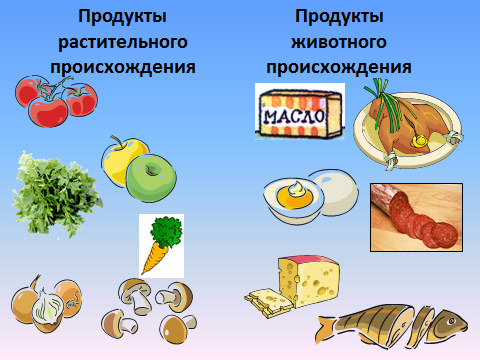 Продукты
растительного
происхождения
Продукты
животного
происхождения
МАСЛО